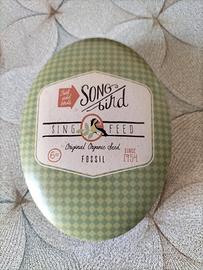 SONG
bird
SING FEED
Original Organic Seed
FOSSIL
SINCE
1954